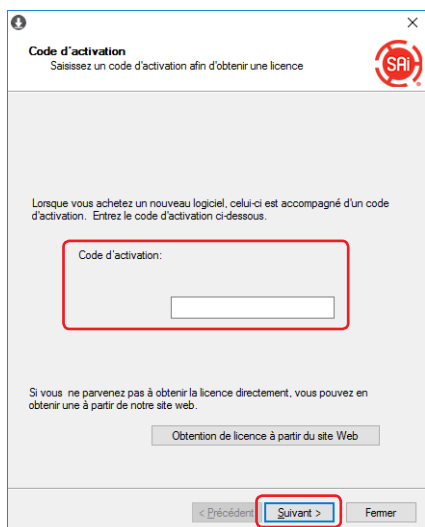 Code d'activation
Saisissez un code d'activation afin d'obtenir une licence
SAi
Lorsque vous achetez un nouveau logiciel, celui-ci est accompagné d'un code
d'activation. Entrez le code d'activation ci-dessous.
Code d'activation:
Si vous ne parvenez pas à obtenir la licence directement, vous pouvez en
obtenir une à partir de notre site web.
Obtention de licence à partir du site Web
< Précédent
Suivant >
Fermer